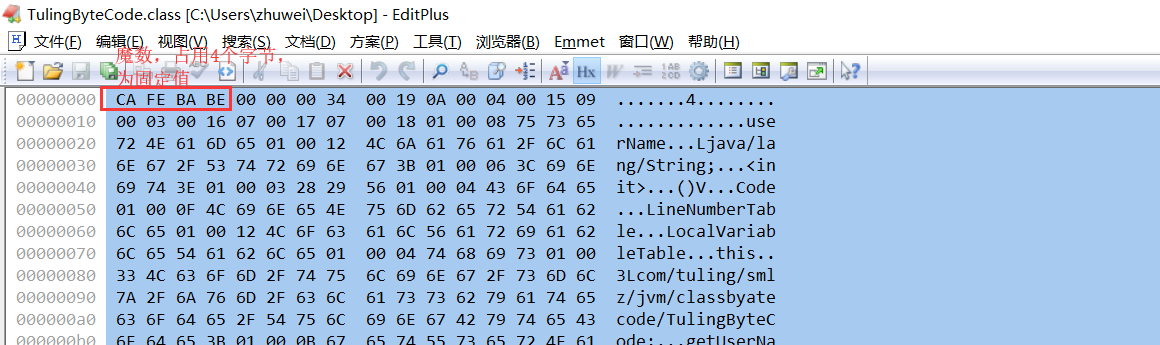 TulingByteCode.class [C:\Users\zhuwei\Desktop] - EditPlus
文件(F) 编辑(E) 视图(V) 搜索(S) 文档(D) 方案(P) 工具(T) 浏览器(B) Emmet 窗口(W) 帮助(H)
魔数，占用4个字节，
为固定值
00000000 CA FE BA BE 00 00 00 34 00 19 0A 00 04 00 15 09 .......4........
00000010 00 03 00 16 07 00 17 07 00 18 01 00 08 75 73 65 .............use
00000020 72 4E 61 6D 65 01 00 12 4C 6A 61 76 61 2F 6C 61 rName...Ljava/la
00000030 6E 67 2F 53 74 72 69 6E 67 3B 01 00 06 3C 69 6E ng/String;...<in
00000040 69 74 3E 01 00 03 28 29 56 01 00 04 43 6F 64 65 it>...()V...Code
00000050 01 00 0F 4C 69 6E 65 4E 75 6D 62 65 72 54 61 62 ...LineNumberTab
00000060 6C 65 01 00 12 4C 6F 63 61 6C 56 61 72 69 61 62 le...LocalVariab
00000070 6C 65 54 61 62 6C 65 01 00 04 74 68 69 73 01 00 leTable...this..
00000080 33 4C 63 6F 6D 2F 74 75 6C 69 6E 67 2F 73 6D 6C 3Lcom/tuling/sml
00000090 7A 2F 6A 76 6D 2F 63 6C 61 73 73 62 79 61 74 65 z/jvm/classbyate
000000a0 63 6F 64 65 2F 54 75 6C 69 6E 67 42 79 74 65 43 code/TulingByteC
000000b0 6F 64 65 3B 01 00 0B 67 65 74 55 73 65 72 4E 61 ode;...getUserNa